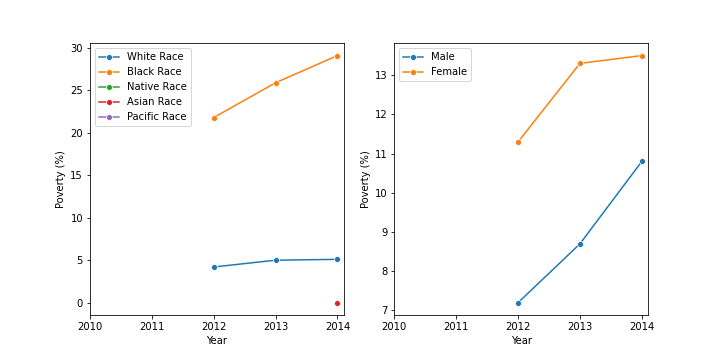 White Race
Black Race
Native Race
Asian Race
Pacific Race
30
25
20
15
10
5
0
Poverty (%)
2010 2011 2012 2013 2014
Year
Male
Female
13
12
11
10
9
8
7
Poverty (%)
2010 2011 2012 2013 2014
Year